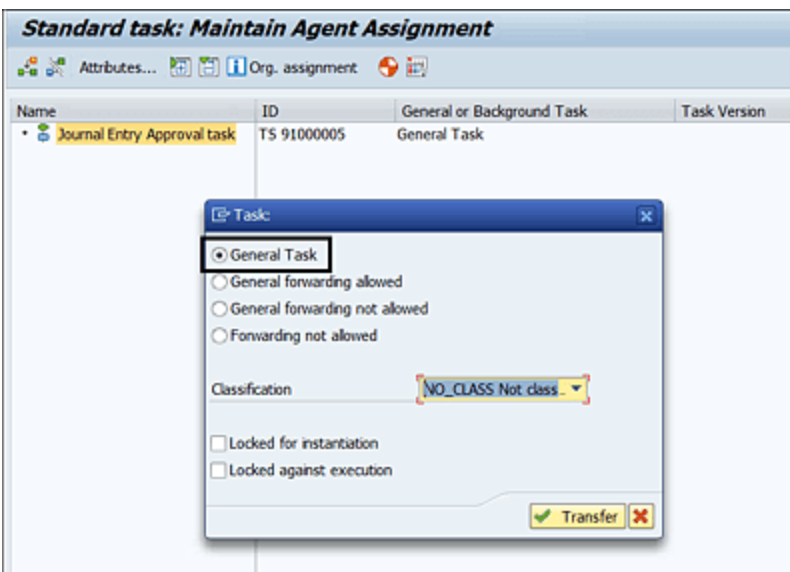 Standard task: Maintain Agent Assignment
Attributes... Org. assignment
Name ID General or Background Task Task Version
Journal Entry Approval task TS 91000005 General Task
Task:
General Task
General forwarding allowed
General forwarding not allowed
Forwarding not allowed
Classification NO_CLASS Not class..
Locked for instantiation
Locked against execution
Transfer